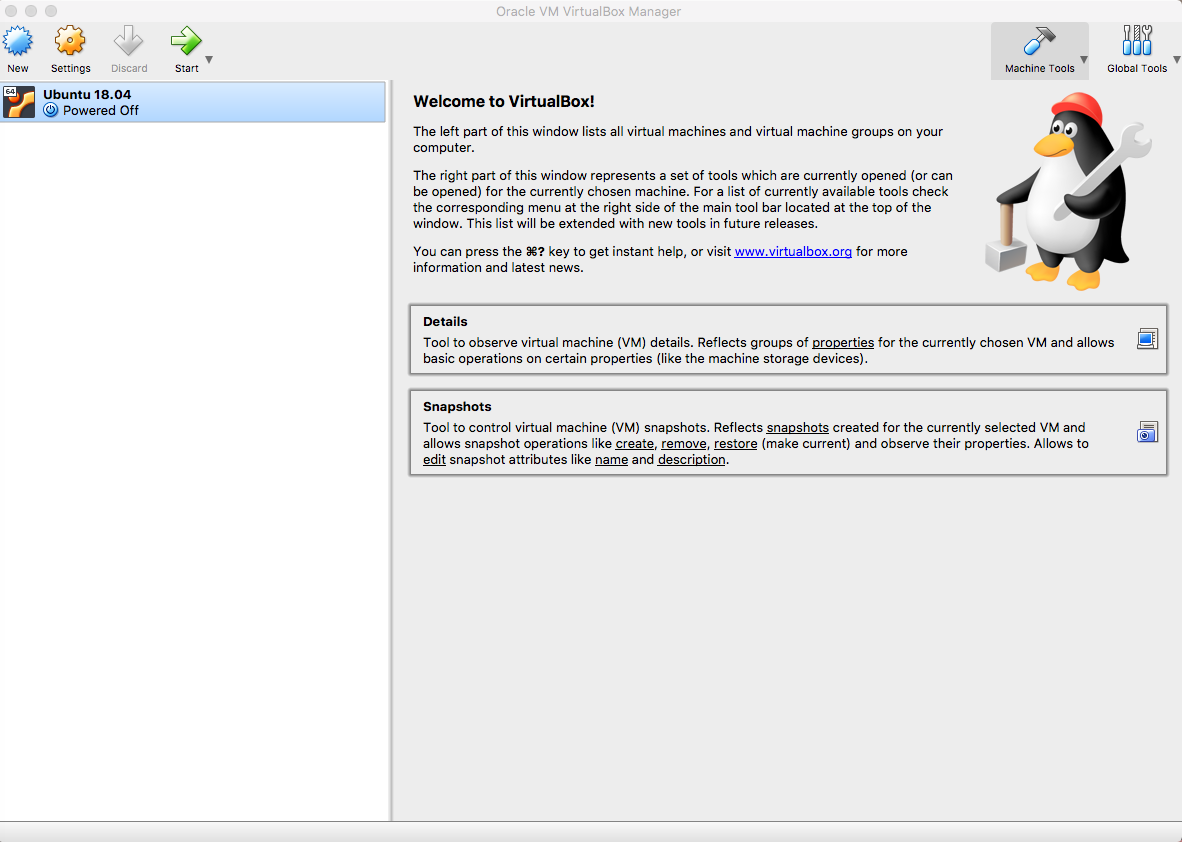 Oracle VM VirtualBox Manager
New
Settings
Discard
Start
Machine Tools
Global Tools
64
Ubuntu 18.04
Powered Off
Welcome to VirtualBox!
The left part of this window lists all virtual machines and virtual machine groups on your
computer.
The right part of this window represents a set of tools which are currently opened (or can
be opened) for the currently chosen machine. For a list of currently available tools check
the corresponding menu at the right side of the main tool bar located at the top of the
window. This list will be extended with new tools in future releases.
You can press the ⌘? key to get instant help, or visit www.virtualbox.org for more
information and latest news.
Details
Tool to observe virtual machine (VM) details. Reflects groups of properties for the currently chosen VM and allows
basic operations on certain properties (like the machine storage devices).
Snapshots
Tool to control virtual machine (VM) snapshots. Reflects snapshots created for the currently selected VM and
allows snapshot operations like create, remove, restore (make current) and observe their properties. Allows to
edit snapshot attributes like name and description.